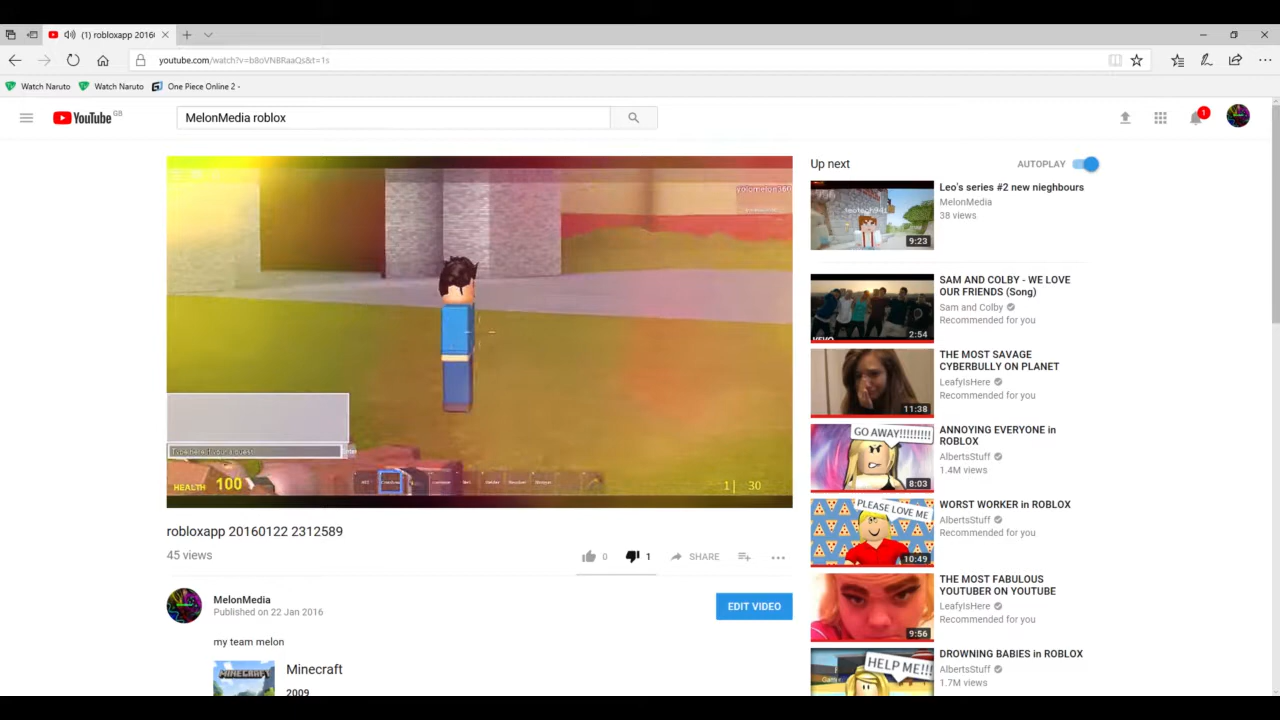 (1) robloxapp 2016
youtube.com/watch?v=b8oVNBRaaQs&t=1s
Watch Naruto
Watch Naruto
One Piece Online 2 -
YouTube GB
MelonMedia roblox
1
yolomelon360
HEALTH 100
1| 30
robloxapp 20160122 2312589
45 views
0
1
SHARE
MelonMedia
Published on 22 Jan 2016
EDIT VIDEO
my team melon
MINECRAFT
Minecraft
2009
Up next
AUTOPLAY
9:23
Leo's series #2 new nieghbours
MelonMedia
38 views
2:54
SAM AND COLBY - WE LOVE
OUR FRIENDS (Song)
Sam and Colby
Recommended for you
11:38
THE MOST SAVAGE
CYBERBULLY ON PLANET
LeafyIsHere
Recommended for you
GO AWAY!!!!!!!!!
8:03
ANNOYING EVERYONE in
ROBLOX
AlbertsStuff
1.4M views
PLEASE LOVE ME
10:49
WORST WORKER in ROBLOX
AlbertsStuff
Recommended for you
9:56
THE MOST FABULOUS
YOUTUBER ON YOUTUBE
LeafyIsHere
Recommended for you
HELP ME!!!
DROWNING BABIES in ROBLOX
AlbertsStuff
1.7M views